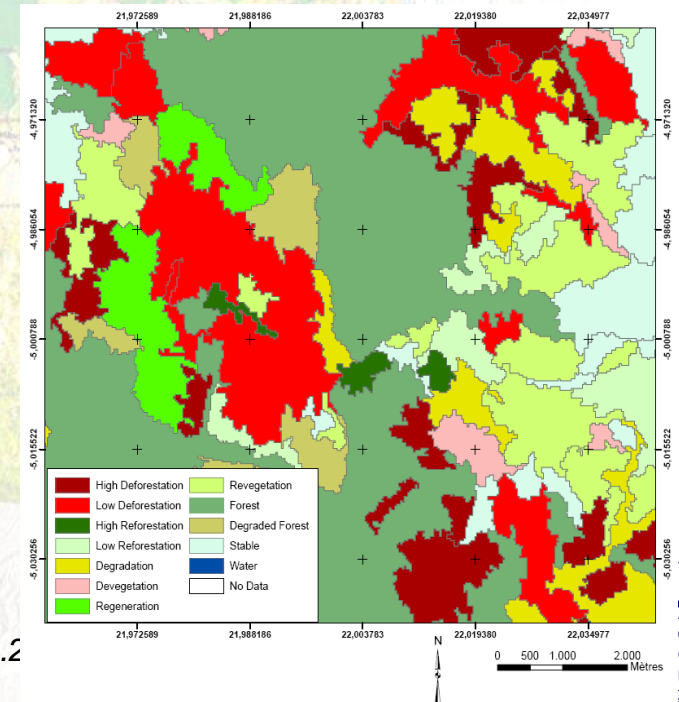 21,972589 21,988186 22,003783 22,019380 22,034977
-4,971320 -4,971320
-4,986054 -4,986054
-5,000788 -5,000788
-5,015522 -5,015522
-5,030256 -5,030256
High Deforestation Revegetation
Low Deforestation Forest
High Reforestation Degraded Forest
Low Reforestation Stable
Degradation Water
Devegetation No Data
Regeneration
21,972589 21,988186 22,003783 22,019380 22,034977
.2
N
0 500 1.000 2.000
Mètres